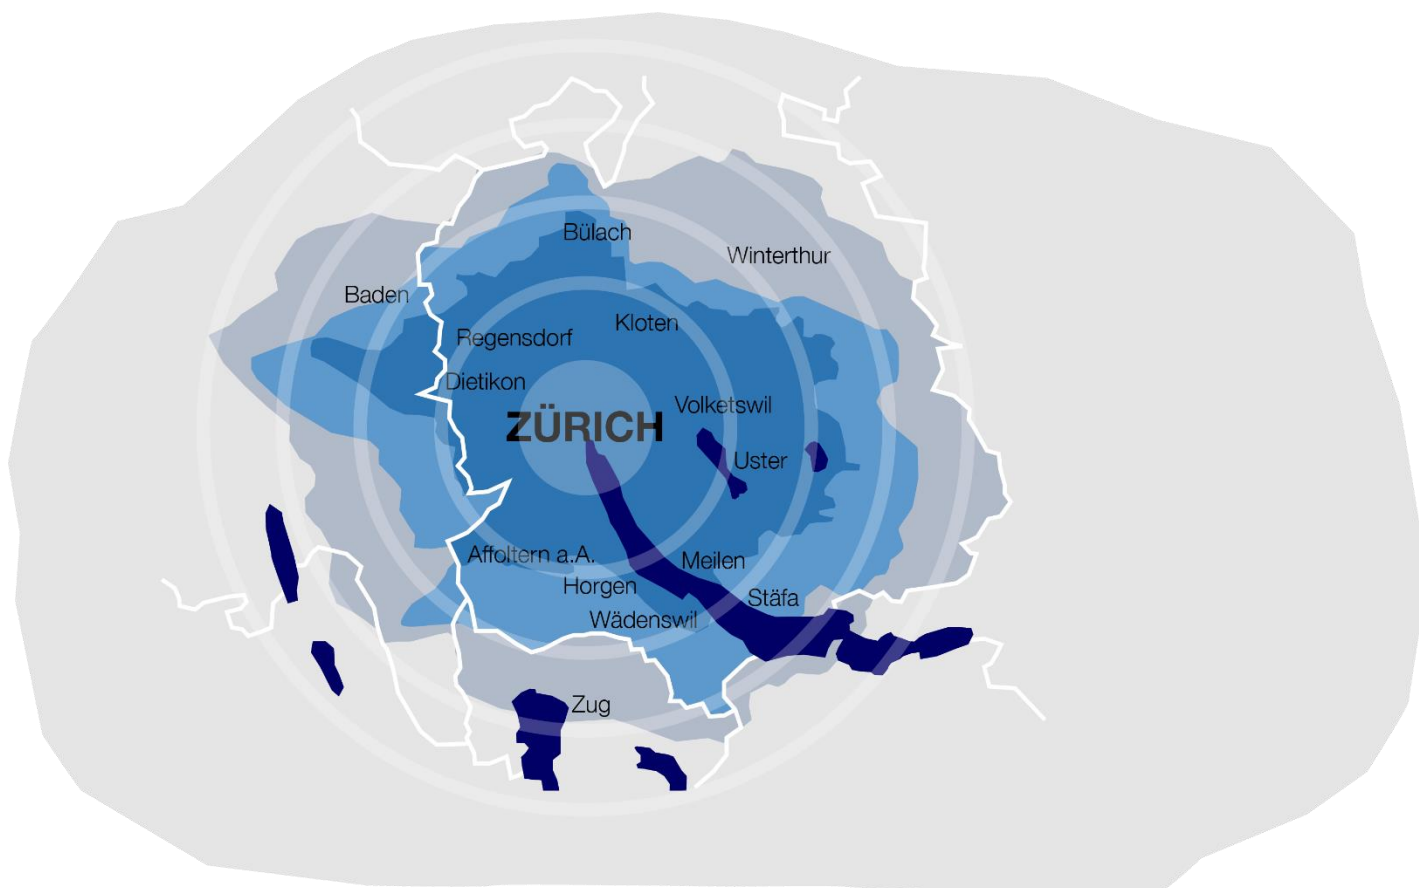 Bülach
Winterthur
Baden
Kloten
Regensdorf
Dietikon
Volketswil
ZÜRICH
Uster
Affoltern a.A.
Meilen
Horgen
Stäfa
Wädenswil
Zug